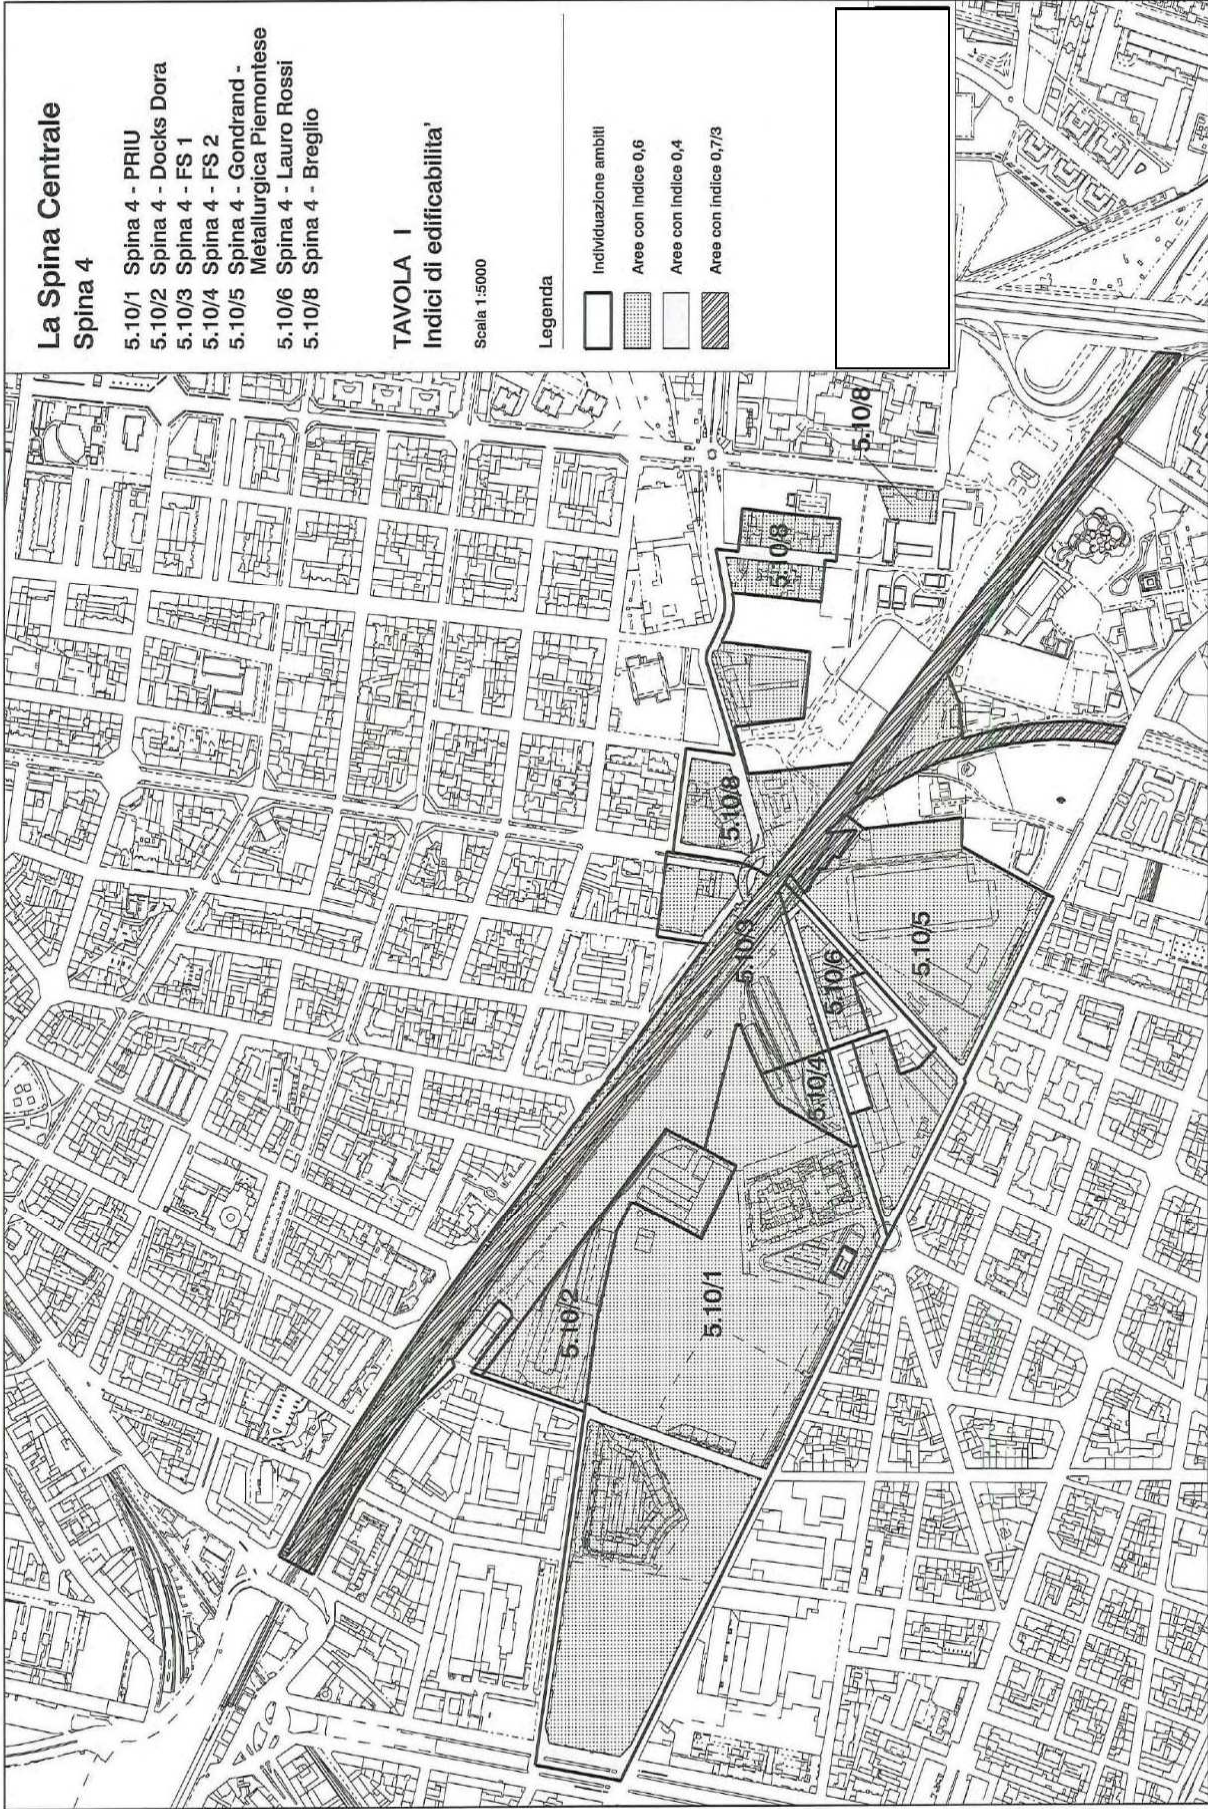 La Spina Centrale
Spina 4
5.10/1 Spina 4 - PRIU
5.10/2 Spina 4 - Docks Dora
5.10/3 Spina 4 - FS 1
5.10/4 Spina 4 - FS 2
5.10/5 Spina 4 - Gondrand -
Metallurgica Piemontese
5.10/6 Spina 4 - Lauro Rossi
5.10/8 Spina 4 - Breglio
TAVOLA I
Indici di edificabilita'
Scala 1:5000
Legenda
Individuazione ambiti
Aree con indice 0,6
Aree con indice 0,4
Aree con indice 0,7/3
5.10/8
5.10/8
5.10/8
5.10/3
5.10/6
5.10/5
5.10/4
5.10/2
5.10/1